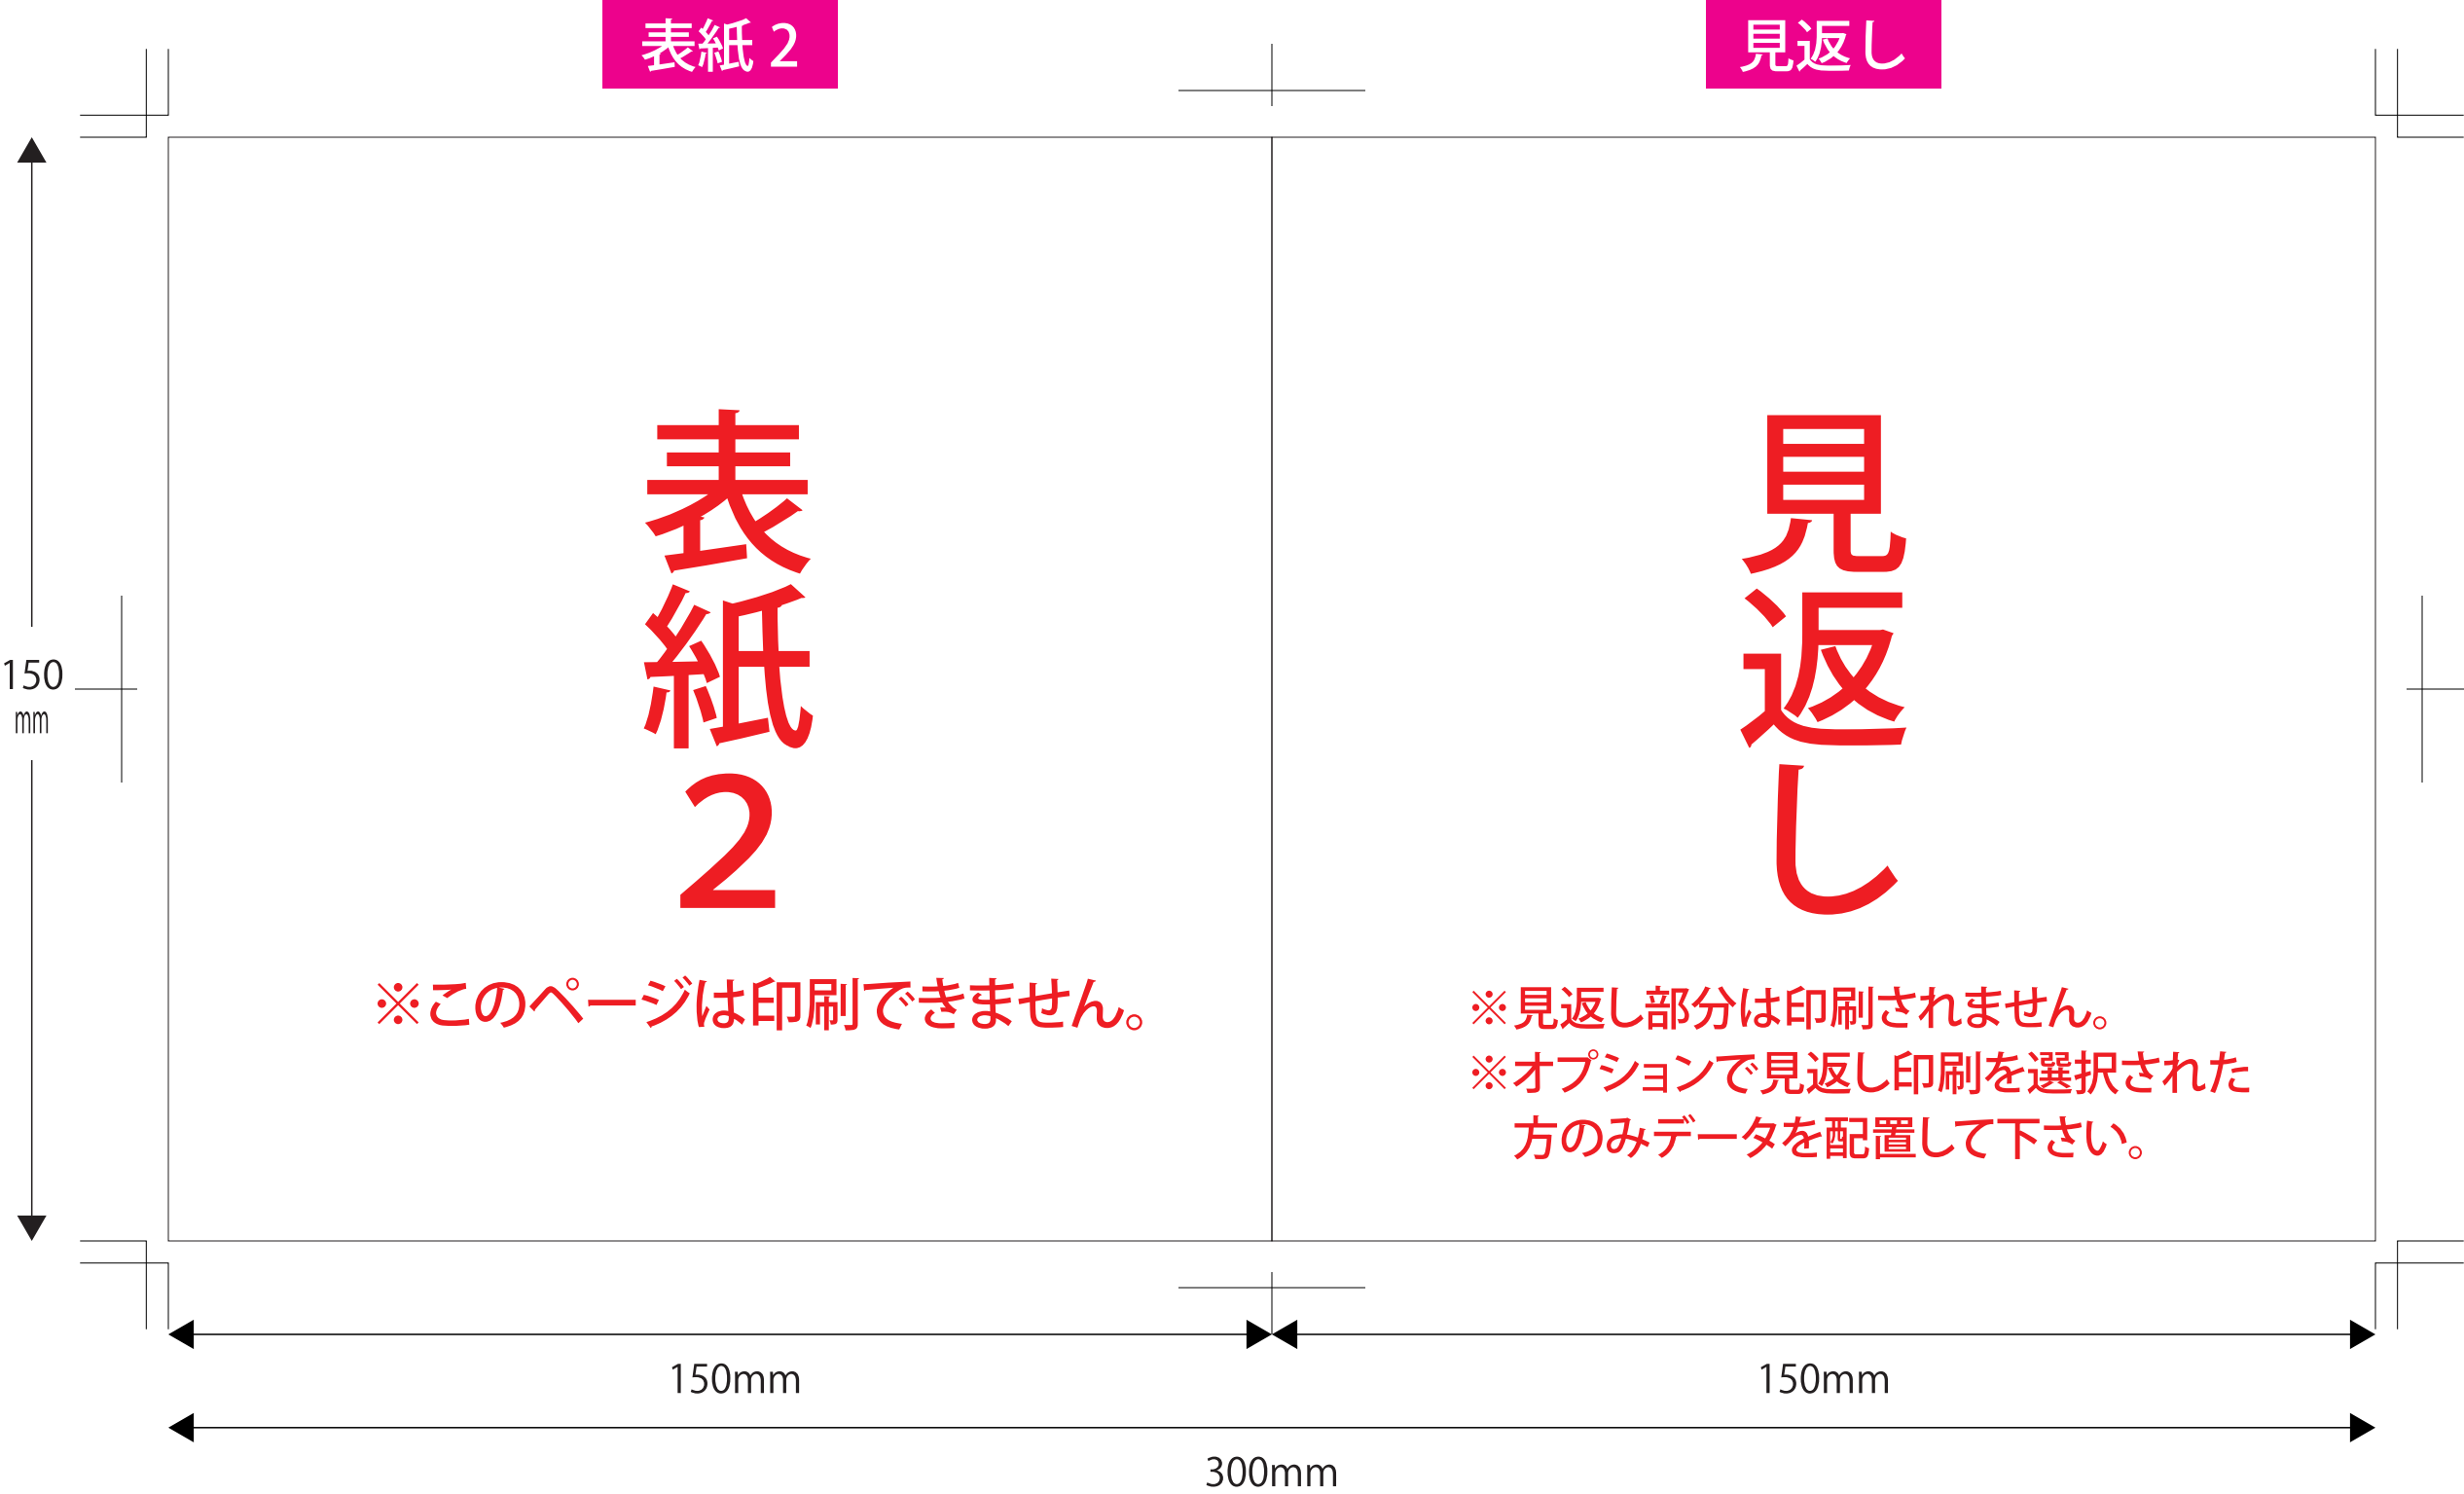 表紙2
見返し
150
mm
表紙2
※このページは印刷できません。
見返し
※見返し部分は印刷されません。
※オプションで見返し印刷を選択された
方のみデータを配置して下さい。
150mm
150mm
300mm